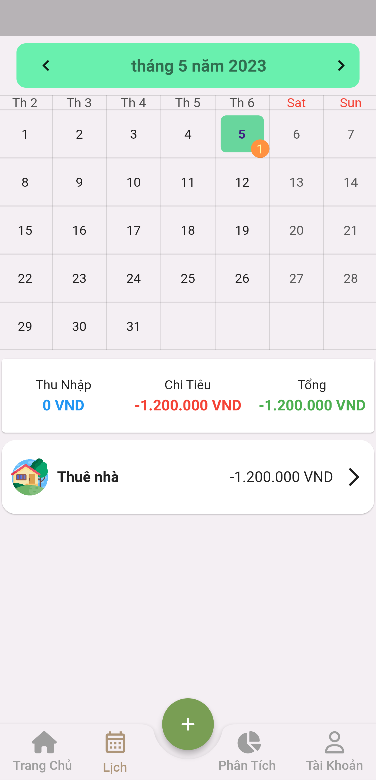 tháng 5 năm 2023
Th 2 Th 3 Th 4 Th 5 Th 6 Sat Sun
1 2 3 4 5 6 7
1
8 9 10 11 12 13 14
15 16 17 18 19 20 21
22 23 24 25 26 27 28
29 30 31
Thu Nhập Chi Tiêu Tổng
0 VND -1.200.000 VND -1.200.000 VND
Thuê nhà -1.200.000 VND
Trang Chủ Lịch Phân Tích Tài Khoản